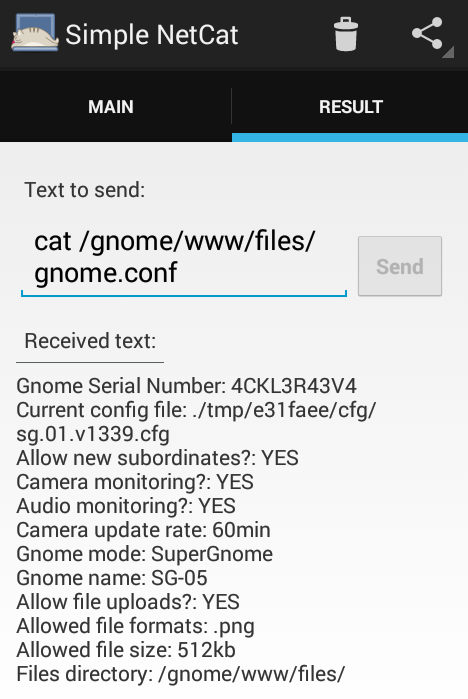 Simple NetCat
MAIN
RESULT
Text to send:
cat /gnome/www/files/
gnome.conf
Send
Received text:
Gnome Serial Number: 4CKL3R43V4
Current config file: ./tmp/e31faee/cfg/
sg.01.v1339.cfg
Allow new subordinates?: YES
Camera monitoring?: YES
Audio monitoring?: YES
Camera update rate: 60min
Gnome mode: SuperGnome
Gnome name: SG-05
Allow file uploads?: YES
Allowed file formats: .png
Allowed file size: 512kb
Files directory: /gnome/www/files/